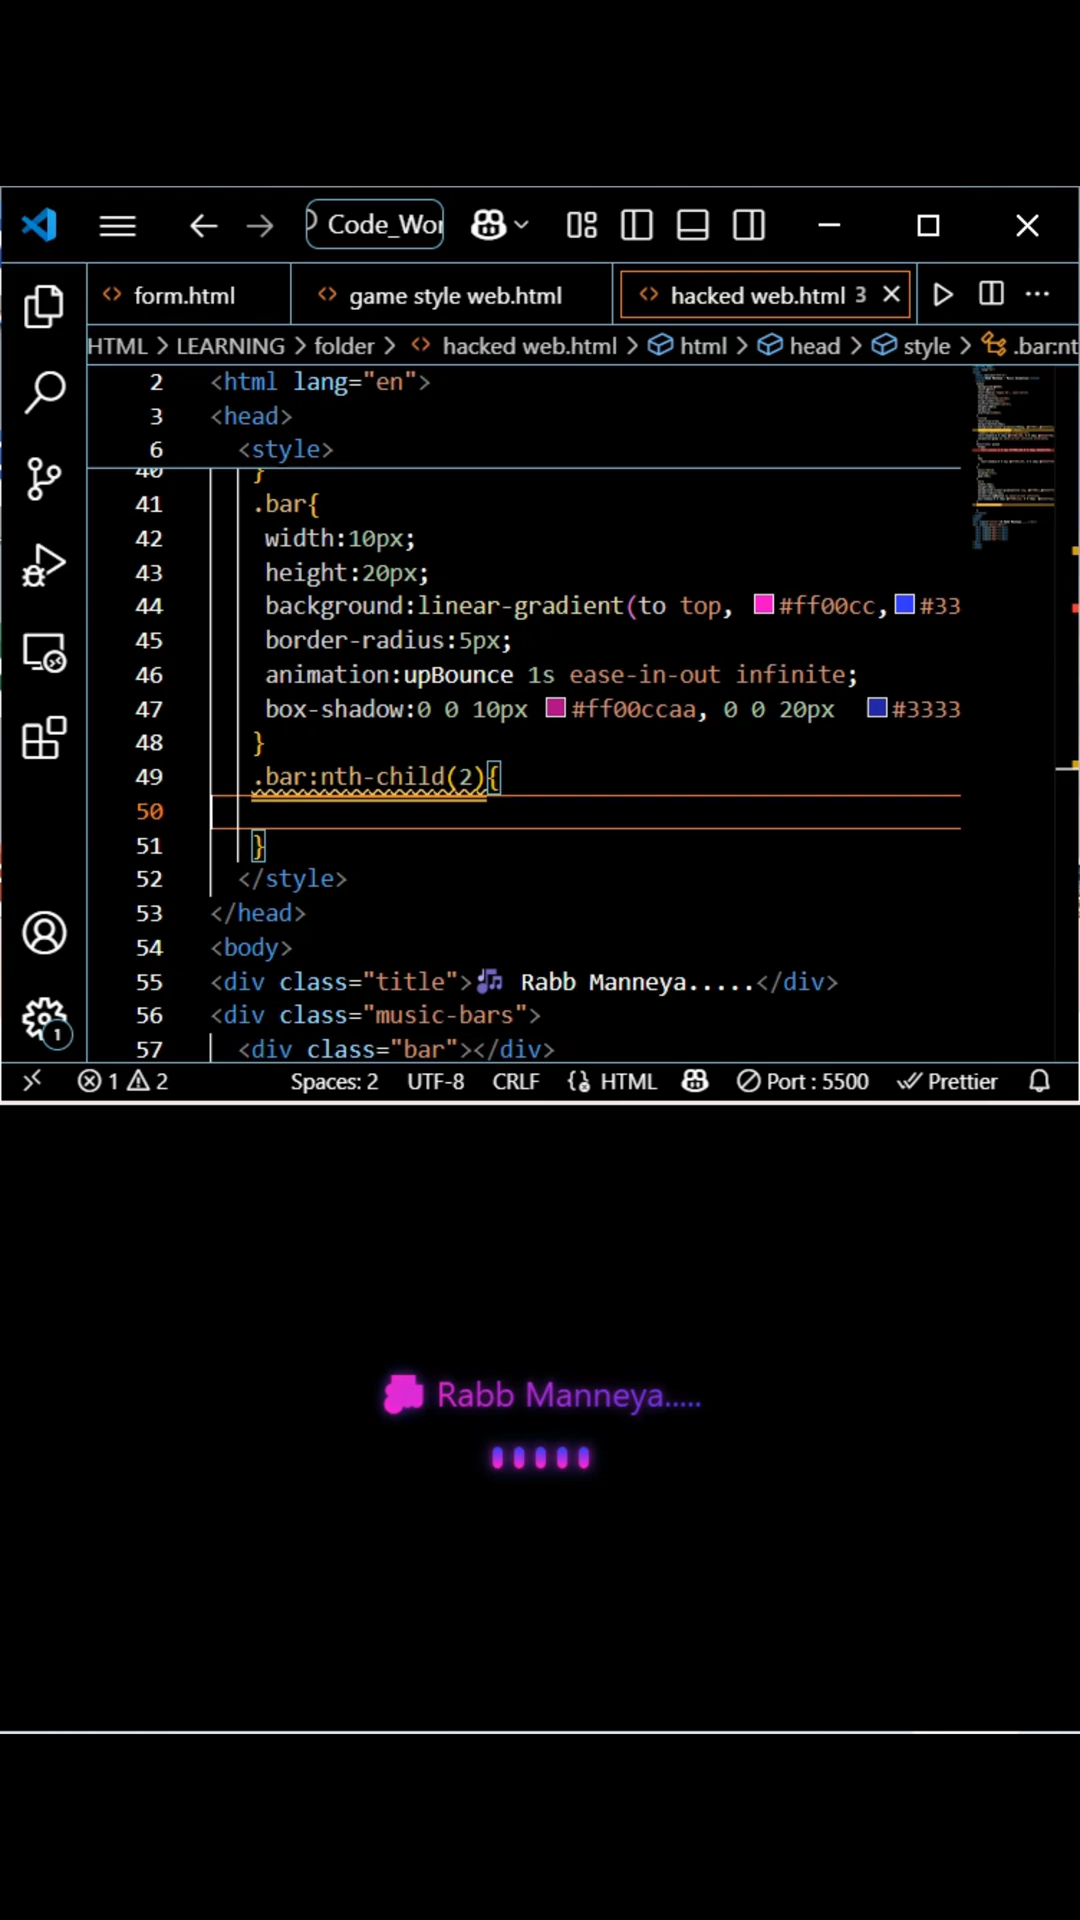 Code_Wor
form.html
game style web.html
hacked web.html 3
HTML > LEARNING > folder > <> hacked web.html > html > head > style > .bar:nt
2 <html lang="en">
3 <head>
6 <style>
40 }
41 .bar{
42 width:10px;
43 height:20px;
44 background:linear-gradient(to top, #ff00cc, #33
45 border-radius:5px;
46 animation:upBounce 1s ease-in-out infinite;
47 box-shadow:0 0 10px #ff00ccaa, 0 0 20px #3333
48 }
49 .bar:nth-child(2){
50
51 }
52 </style>
53 </head>
54 <body>
55 <div class="title">🎶 Rabb Manneya.....</div>
56 <div class="music-bars">
57 <div class="bar"></div>
1
1 2 Spaces: 2 UTF-8 CRLF HTML Port : 5500 Prettier
Rabb Manneya.....